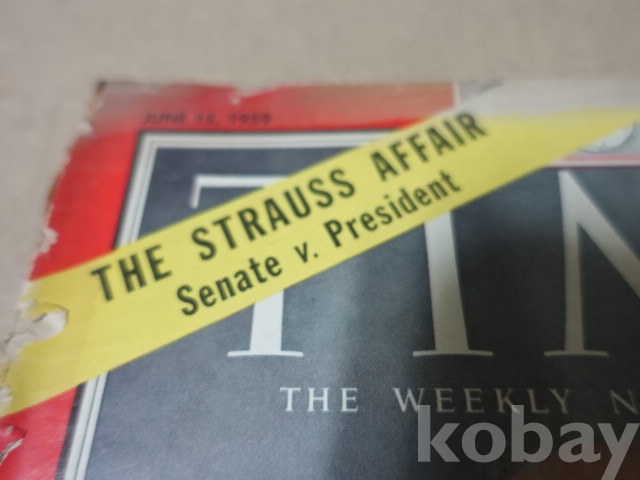 JUNE 15, 1959
THE STRAUSS AFFAIR
Senate v. President
TIM
THE WEEKLY N
kobay